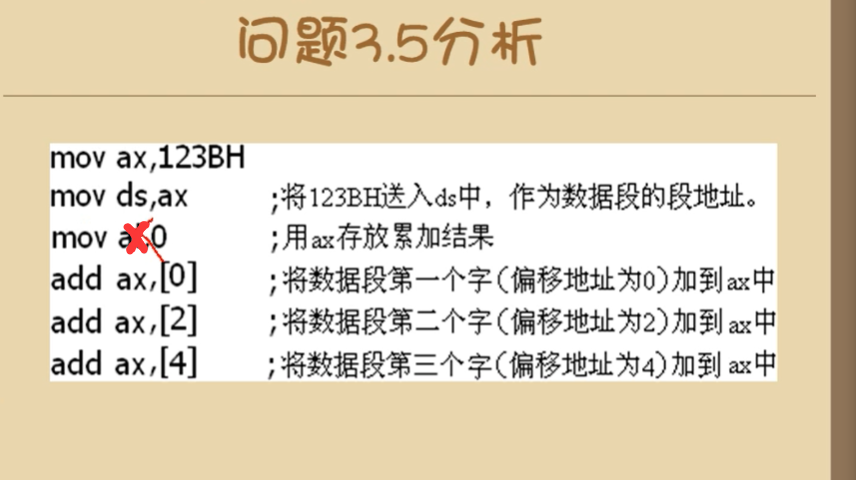 问题3.5分析
mov ax,123BH
mov ds,ax ;将123BH送入ds中，作为数据段的段地址。
mov a ,0 ;用ax存放累加结果
add ax,[0] ;将数据段第一个字(偏移地址为0)加到ax中
add ax,[2] ;将数据段第二个字(偏移地址为2)加到ax中
add ax,[4] ;将数据段第三个字(偏移地址为4)加到ax中